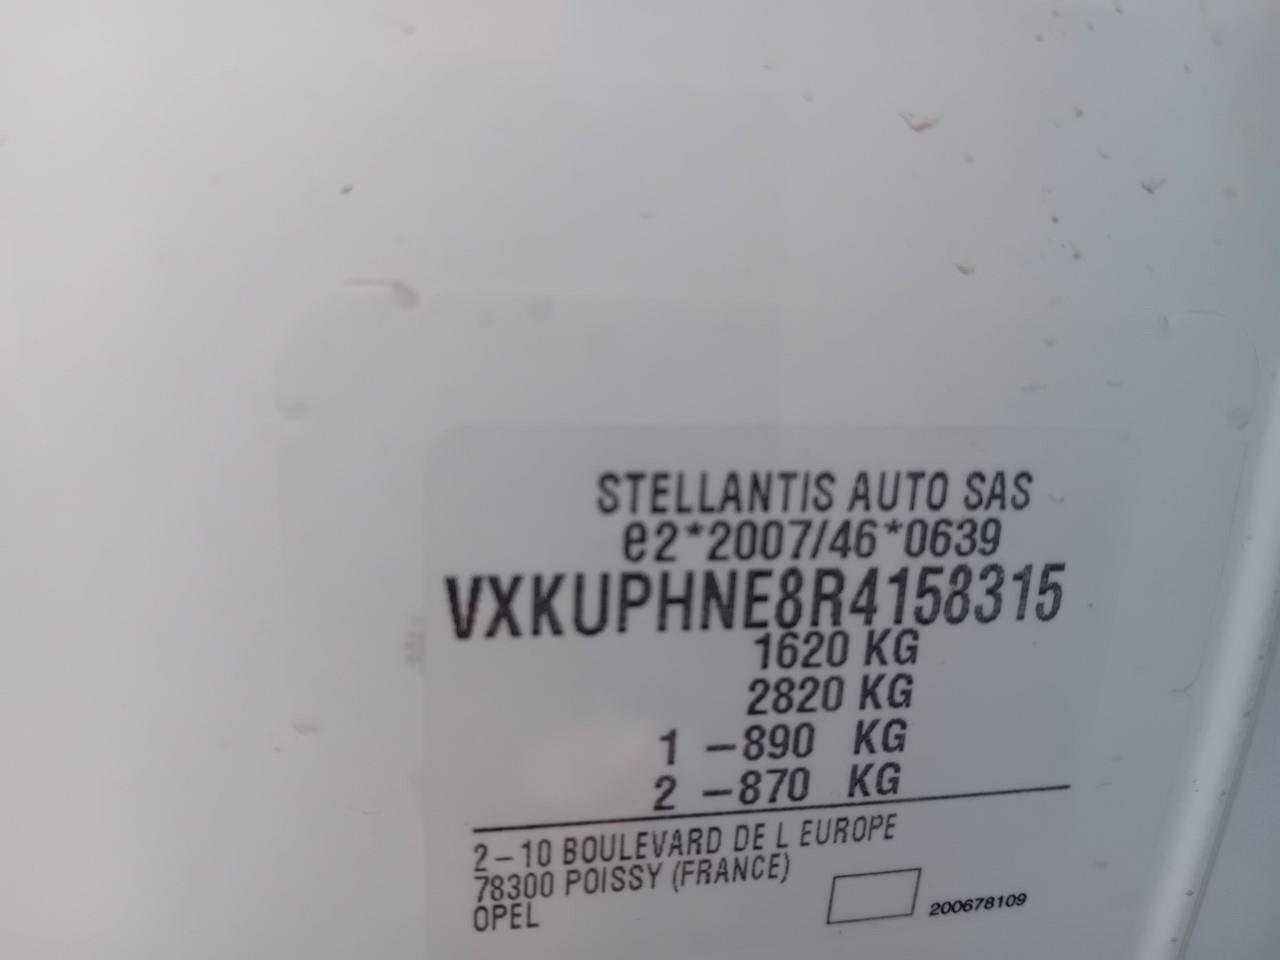 STELLANTIS AUTO SAS
e2*2007/46*0639
VXKUPHNE8R4158315
1620 KG
2820 KG
1 -890 KG
2 -870 KG
2-10 BOULEVARD DE L EUROPE
78300 POISSY (FRANCE)
OPEL
200678109